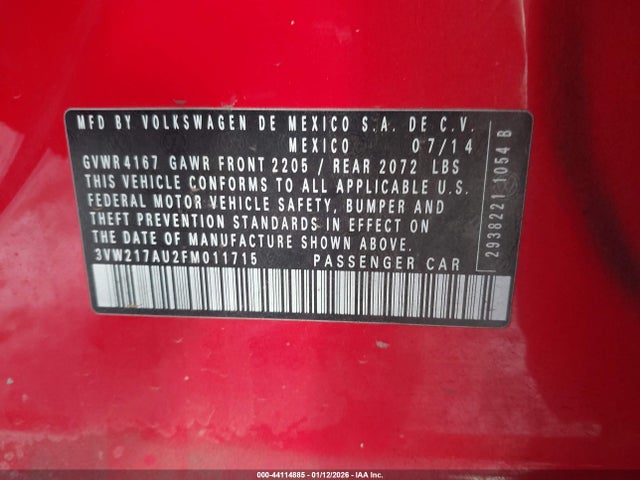 MFD BY VOLKSWAGEN DE MEXICO S.A. DE C.V.
MEXICO 07/14
GVWR 4167 GAWR FRONT 2205 / REAR 2072 LBS
THIS VEHICLE CONFORMS TO ALL APPLICABLE U.S.
FEDERAL MOTOR VEHICLE SAFETY, BUMPER AND
THEFT PREVENTION STANDARDS IN EFFECT ON
THE DATE OF MANUFACTURE SHOWN ABOVE.
3VW217AU2FM011715 PASSENGER CAR
2938221 1054 B
000-44114885 - 01/12/2026 - IAA Inc.